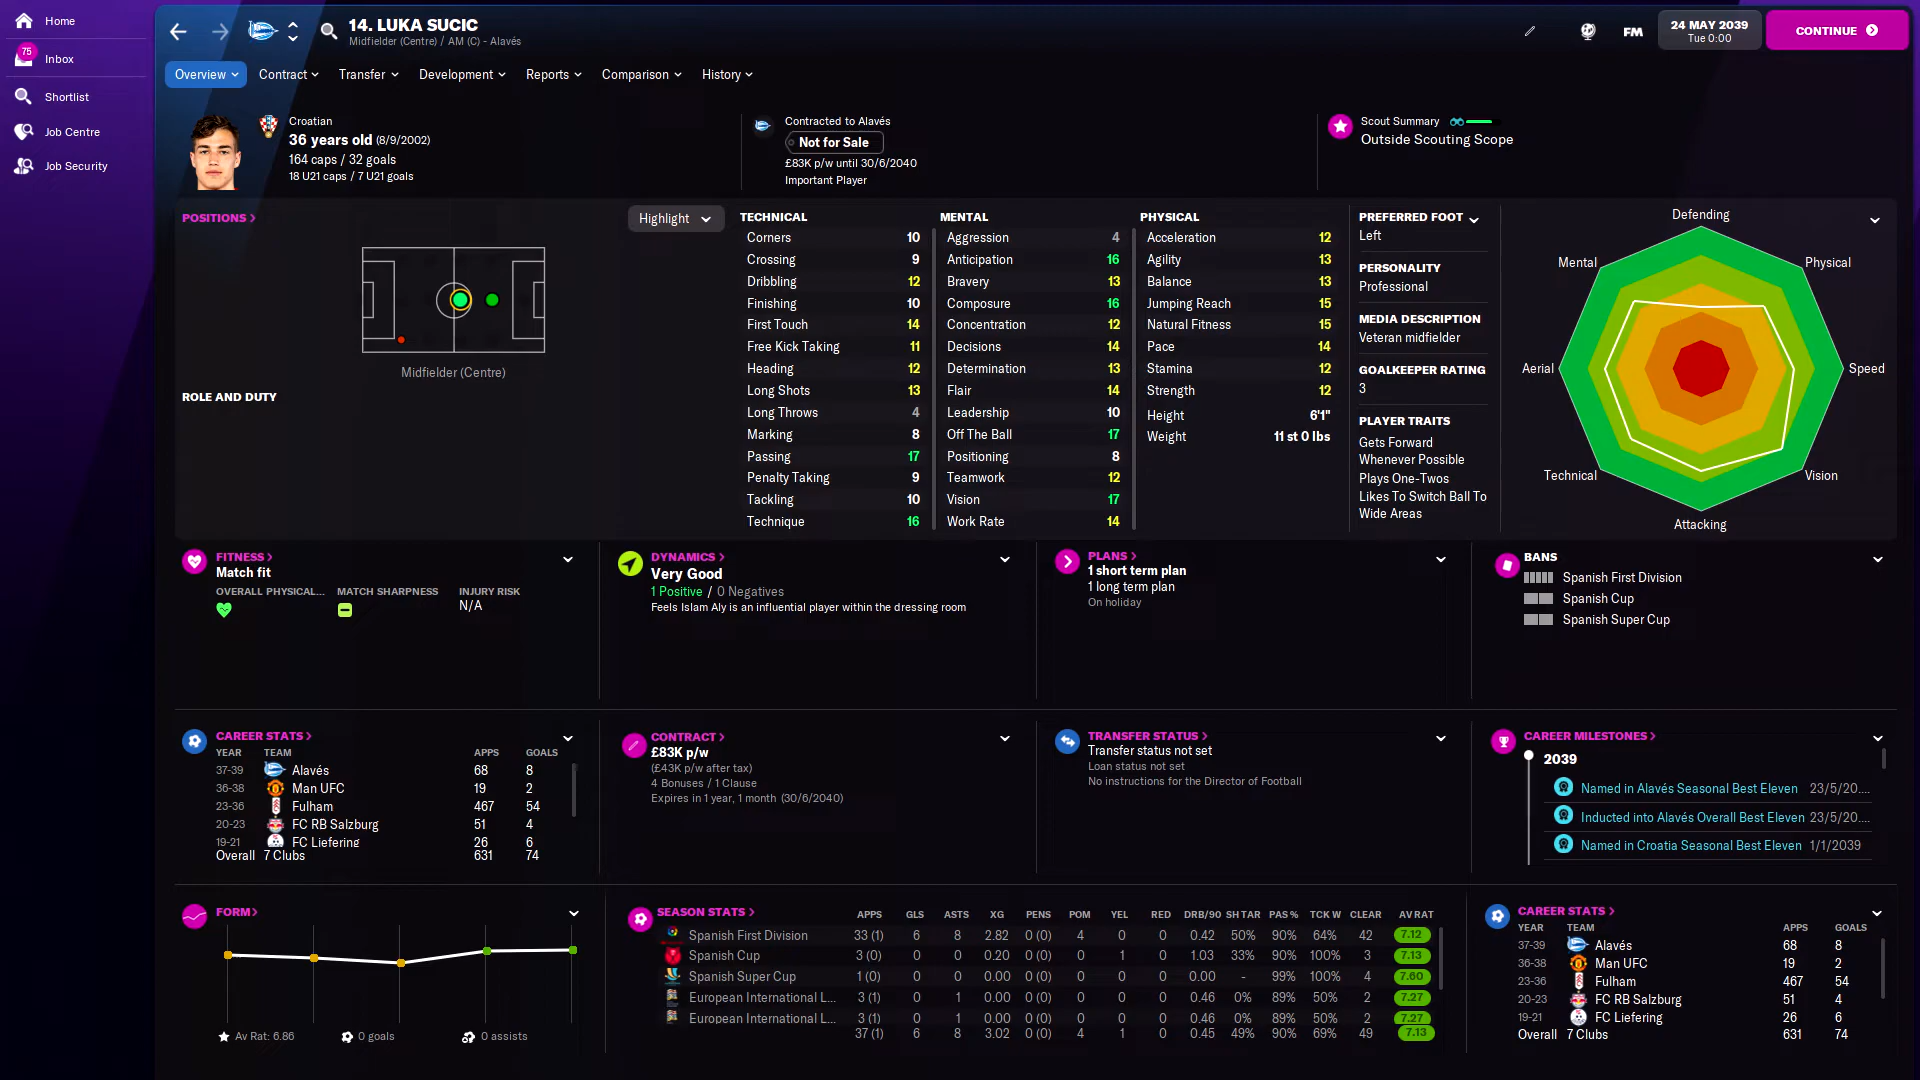 Home
75
Inbox
Shortlist
Job Centre
Job Security
14. LUKA SUCIC
Midfielder (Centre) / AM (C) - Alavés
FM
24 MAY 2039
Tue 0:00
CONTINUE
Overview
Contract
Transfer
Development
Reports
Comparison
History
Croatian
36 years old (8/9/2002)
164 caps / 32 goals
18 U21 caps / 7 U21 goals
Contracted to Alavés
Not for Sale
£83K p/w until 30/6/2040
Important Player
Scout Summary
Outside Scouting Scope
POSITIONS
Highlight
Midfielder (Centre)
ROLE AND DUTY
TECHNICAL
Corners 10
Crossing 9
Dribbling 12
Finishing 10
First Touch 14
Free Kick Taking 11
Heading 12
Long Shots 13
Long Throws 4
Marking 8
Passing 17
Penalty Taking 9
Tackling 10
Technique 16
MENTAL
Aggression 4
Anticipation 16
Bravery 13
Composure 16
Concentration 12
Decisions 14
Determination 13
Flair 14
Leadership 10
Off The Ball 17
Positioning 8
Teamwork 12
Vision 17
Work Rate 14
PHYSICAL
Acceleration 12
Agility 13
Balance 13
Jumping Reach 15
Natural Fitness 15
Pace 14
Stamina 12
Strength 12
Height 6'1"
Weight 11 st 0 lbs
PREFERRED FOOT
Left
PERSONALITY
Professional
MEDIA DESCRIPTION
Veteran midfielder
GOALKEEPER RATING
3
PLAYER TRAITS
Gets Forward
Whenever Possible
Plays One-Twos
Likes To Switch Ball To
Wide Areas
Defending
Physical
Speed
Vision
Attacking
Technical
Aerial
Mental
FITNESS
Match fit
OVERALL PHYSICAL... MATCH SHARPNESS INJURY RISK
N/A
DYNAMICS
Very Good
1 Positive / 0 Negatives
Feels Islam Aly is an influential player within the dressing room
PLANS
1 short term plan
1 long term plan
On holiday
BANS
Spanish First Division
Spanish Cup
Spanish Super Cup
CAREER STATS
YEAR TEAM APPS GOALS
37-39 Alavés 68 8
36-38 Man UFC 19 2
23-36 Fulham 467 54
20-23 FC RB Salzburg 51 4
19-21 FC Liefering 26 6
Overall 7 Clubs 631 74
CONTRACT
£83K p/w
(£43K p/w after tax)
4 Bonuses / 1 Clause
Expires in 1 year, 1 month (30/6/2040)
TRANSFER STATUS
Transfer status not set
Loan status not set
No instructions for the Director of Football
CAREER MILESTONES
2039
Named in Alavés Seasonal Best Eleven 23/5/20....
Inducted into Alavés Overall Best Eleven 23/5/20....
Named in Croatia Seasonal Best Eleven 1/1/2039
FORM
Av Rat: 6.86
0 goals
0 assists
SEASON STATS APPS GLS ASTS XG PENS POM YEL RED DRB/90 SH TAR PAS % TCK W CLEAR AV RAT
Spanish First Division 33 (1) 6 8 2.82 0 (0) 4 0 0 0.42 50% 90% 64% 42 7.12
Spanish Cup 3 (0) 0 0 0.20 0 (0) 0 1 0 1.03 33% 90% 100% 3 7.13
Spanish Super Cup 1 (0) 0 0 0.00 0 (0) 0 0 0 0.00 - 99% 100% 4 7.60
European International L... 3 (1) 0 1 0.00 0 (0) 0 0 0 0.46 0% 89% 50% 2 7.27
European International L... 3 (1) 0 1 0.00 0 (0) 0 0 0 0.46 0% 89% 50% 2 7.27
37 (1) 6 8 3.02 0 (0) 4 1 0 0.45 49% 90% 69% 49 7.13
CAREER STATS
YEAR TEAM APPS GOALS
37-39 Alavés 68 8
36-38 Man UFC 19 2
23-36 Fulham 467 54
20-23 FC RB Salzburg 51 4
19-21 FC Liefering 26 6
Overall 7 Clubs 631 74